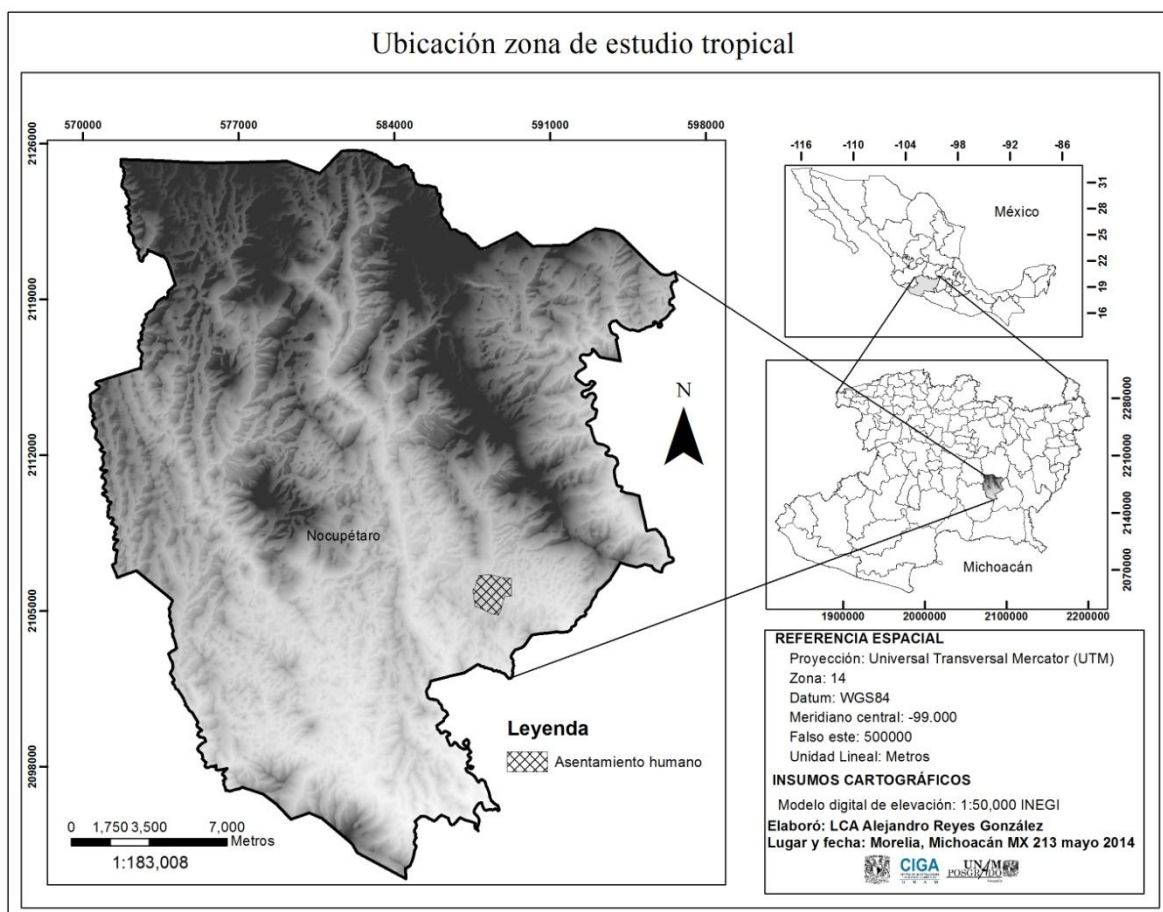 Ubicación zona de estudio tropical
570000 577000 584000 591000 598000
2126000
2119000
2112000
2105000
2098000
Nocupétaro
N
Leyenda
Asentamiento humano
0 1,750 3,500 7,000
Metros
1:183,008
-116 -110 -104 -98 -92 -86
31
28
25
22
19
16
México
2280000
2210000
2140000
2070000
Michoacán
1900000 2000000 2100000 2200000
REFERENCIA ESPACIAL
Proyección: Universal Transversal Mercator (UTM)
Zona: 14
Datum: WGS84
Meridiano central: -99.000
Falso este: 500000
Unidad Lineal: Metros
INSUMOS CARTOGRÁFICOS
Modelo digital de elevación: 1:50,000 INEGI
Elaboró: LCA Alejandro Reyes González
Lugar y fecha: Morelia, Michoacán MX 213 mayo 2014
CIGA
UNAM
POSGRADO